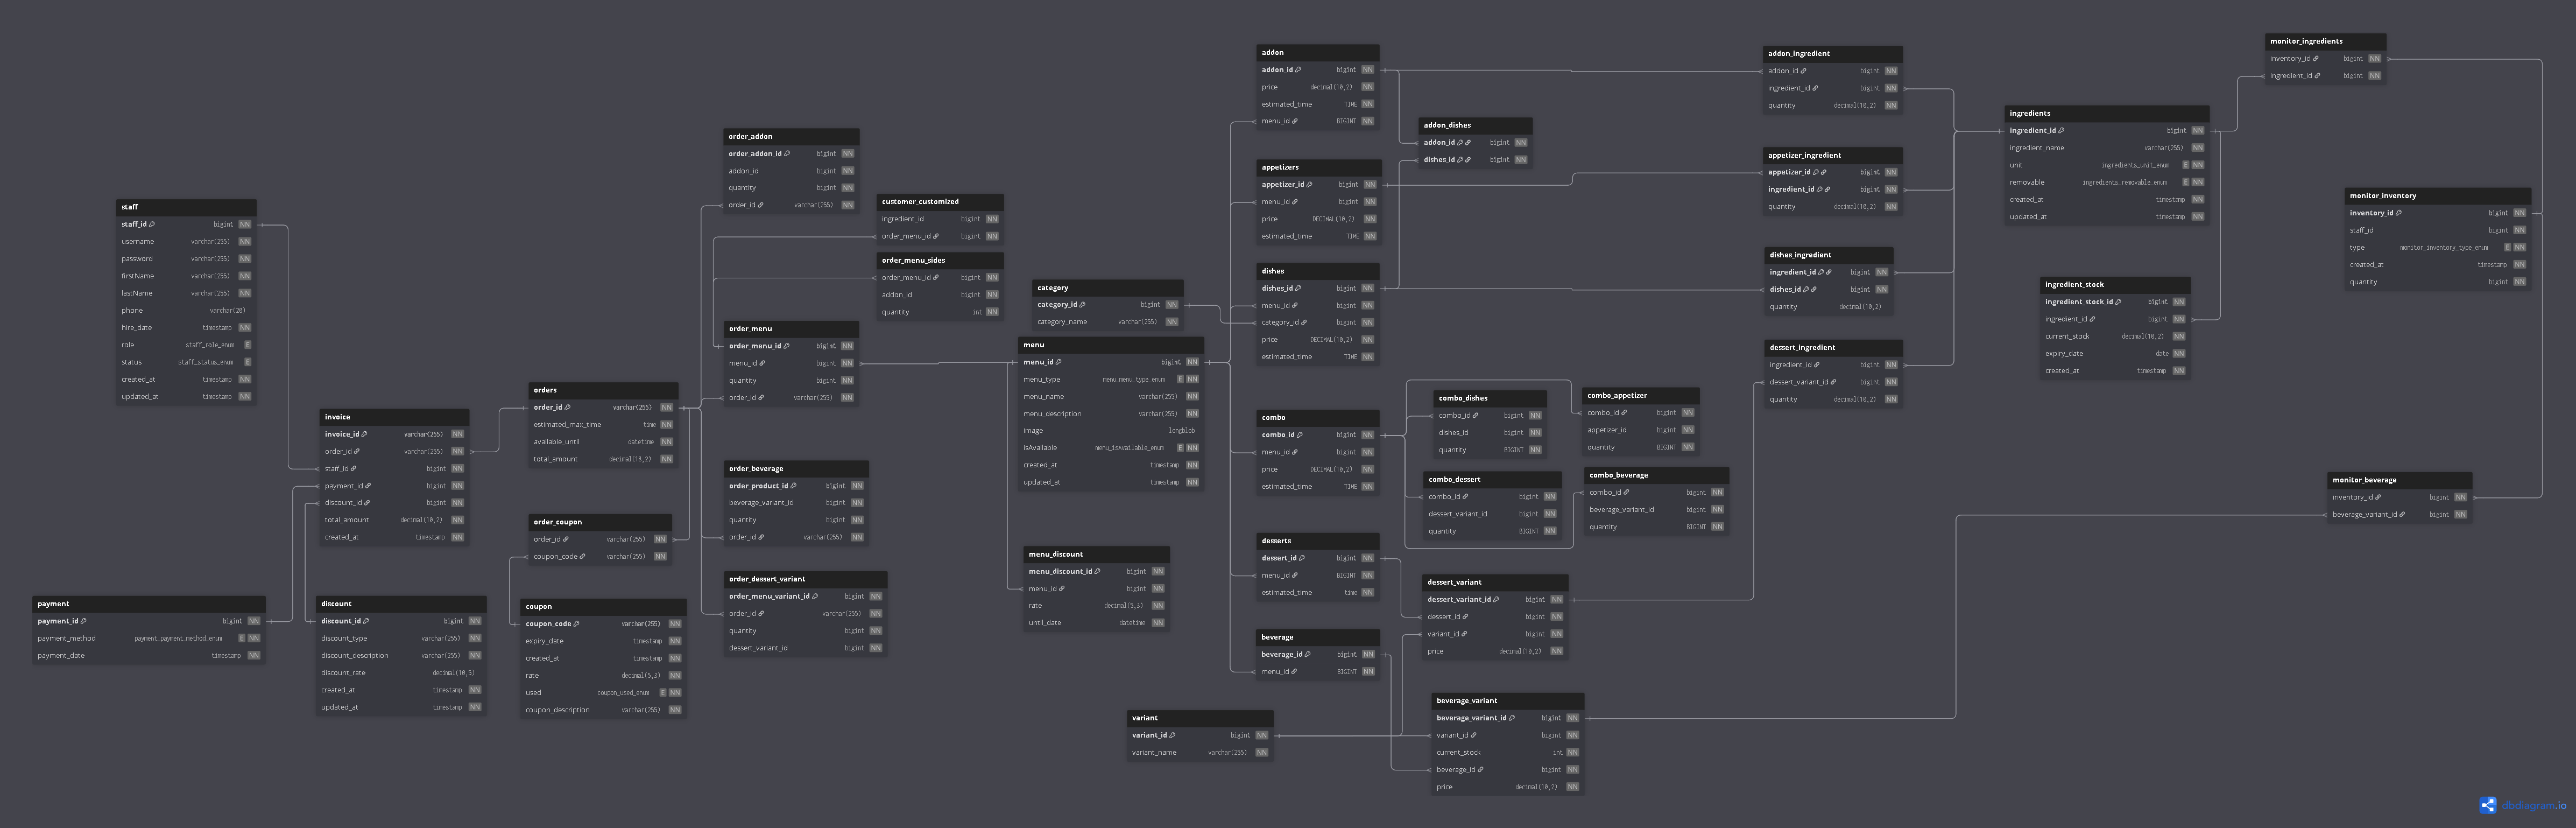 staff
staff_id bigint NN
username varchar(255) NN
password varchar(255) NN
firstName varchar(255) NN
lastName varchar(255) NN
phone varchar(20)
hire_date timestamp NN
role staff_role_enum E
status staff_status_enum E
created_at timestamp NN
updated_at timestamp NN
payment
payment_id bigint NN
payment_method payment_payment_method_enum E NN
payment_date timestamp NN
invoice
invoice_id varchar(255) NN
order_id varchar(255) NN
staff_id bigint NN
payment_id bigint NN
discount_id bigint NN
total_amount decimal(10,2) NN
created_at timestamp NN
discount
discount_id bigint NN
discount_type varchar(255) NN
discount_description varchar(255) NN
discount_rate decimal(10,5)
created_at timestamp NN
updated_at timestamp NN
orders
order_id varchar(255) NN
estimated_max_time time NN
available_until datetime NN
total_amount decimal(10,2) NN
order_coupon
order_id varchar(255) NN
coupon_code varchar(255) NN
coupon
coupon_code varchar(255) NN
expiry_date timestamp NN
created_at timestamp NN
rate decimal(5,3) NN
used coupon_used_enum E NN
coupon_description varchar(255) NN
order_addon
order_addon_id bigint NN
addon_id bigint NN
quantity bigint NN
order_id varchar(255) NN
customer_customized
ingredient_id bigint NN
order_menu_id bigint NN
order_menu_sides
order_menu_id bigint NN
addon_id bigint NN
quantity int NN
order_menu
order_menu_id bigint NN
menu_id bigint NN
quantity bigint NN
order_id varchar(255) NN
order_beverage
order_product_id bigint NN
beverage_variant_id bigint NN
quantity bigint NN
order_id varchar(255) NN
order_dessert_variant
order_menu_variant_id bigint NN
order_id varchar(255) NN
quantity bigint NN
dessert_variant_id bigint NN
category
category_id bigint NN
category_name varchar(255) NN
menu
menu_id bigint NN
menu_type menu_menu_type_enum E NN
menu_name varchar(255) NN
menu_description varchar(255) NN
image longblob
isAvailable menu_isAvailable_enum E NN
created_at timestamp NN
updated_at timestamp NN
menu_discount
menu_discount_id bigint NN
menu_id bigint NN
rate decimal(5,3) NN
until_date datetime NN
variant
variant_id bigint NN
variant_name varchar(255) NN
addon
addon_id bigint NN
price decimal(10,2) NN
estimated_time TIME NN
menu_id BIGINT NN
appetizers
appetizer_id bigint NN
menu_id bigint NN
price DECIMAL(10,2) NN
estimated_time TIME NN
dishes
dishes_id bigint NN
menu_id bigint NN
category_id bigint NN
price DECIMAL(10,2) NN
estimated_time TIME NN
combo
combo_id bigint NN
menu_id bigint NN
price DECIMAL(10,2) NN
estimated_time TIME NN
desserts
dessert_id bigint NN
menu_id BIGINT NN
estimated_time time NN
beverage
beverage_id bigint NN
menu_id BIGINT NN
addon_dishes
addon_id bigint NN
dishes_id bigint NN
combo_dishes
combo_id bigint NN
dishes_id bigint NN
quantity BIGINT NN
combo_dessert
combo_id bigint NN
dessert_variant_id bigint NN
quantity BIGINT NN
combo_appetizer
combo_id bigint NN
appetizer_id bigint NN
quantity BIGINT NN
combo_beverage
combo_id bigint NN
beverage_variant_id bigint NN
quantity BIGINT NN
dessert_variant
dessert_variant_id bigint NN
dessert_id bigint NN
variant_id bigint NN
price decimal(10,2) NN
beverage_variant
beverage_variant_id bigint NN
variant_id bigint NN
current_stock int NN
beverage_id bigint NN
price decimal(10,2) NN
addon_ingredient
addon_id bigint NN
ingredient_id bigint NN
quantity decimal(10,2) NN
appetizer_ingredient
appetizer_id bigint NN
ingredient_id bigint NN
quantity decimal(10,2) NN
dishes_ingredient
ingredient_id bigint NN
dishes_id bigint NN
quantity decimal(10,2)
dessert_ingredient
ingredient_id bigint NN
dessert_variant_id bigint NN
quantity decimal(10,2) NN
ingredients
ingredient_id bigint NN
ingredient_name varchar(255) NN
unit ingredients_unit_enum E NN
removable ingredients_removable_enum E NN
created_at timestamp NN
updated_at timestamp NN
ingredient_stock
ingredient_stock_id bigint NN
ingredient_id bigint NN
current_stock decimal(10,2) NN
expiry_date date NN
created_at timestamp NN
monitor_ingredients
inventory_id bigint NN
ingredient_id bigint NN
monitor_inventory
inventory_id bigint NN
staff_id bigint NN
type monitor_inventory_type_enum E NN
created_at timestamp NN
quantity bigint NN
monitor_beverage
inventory_id bigint NN
beverage_variant_id bigint NN
dbdiagram.io